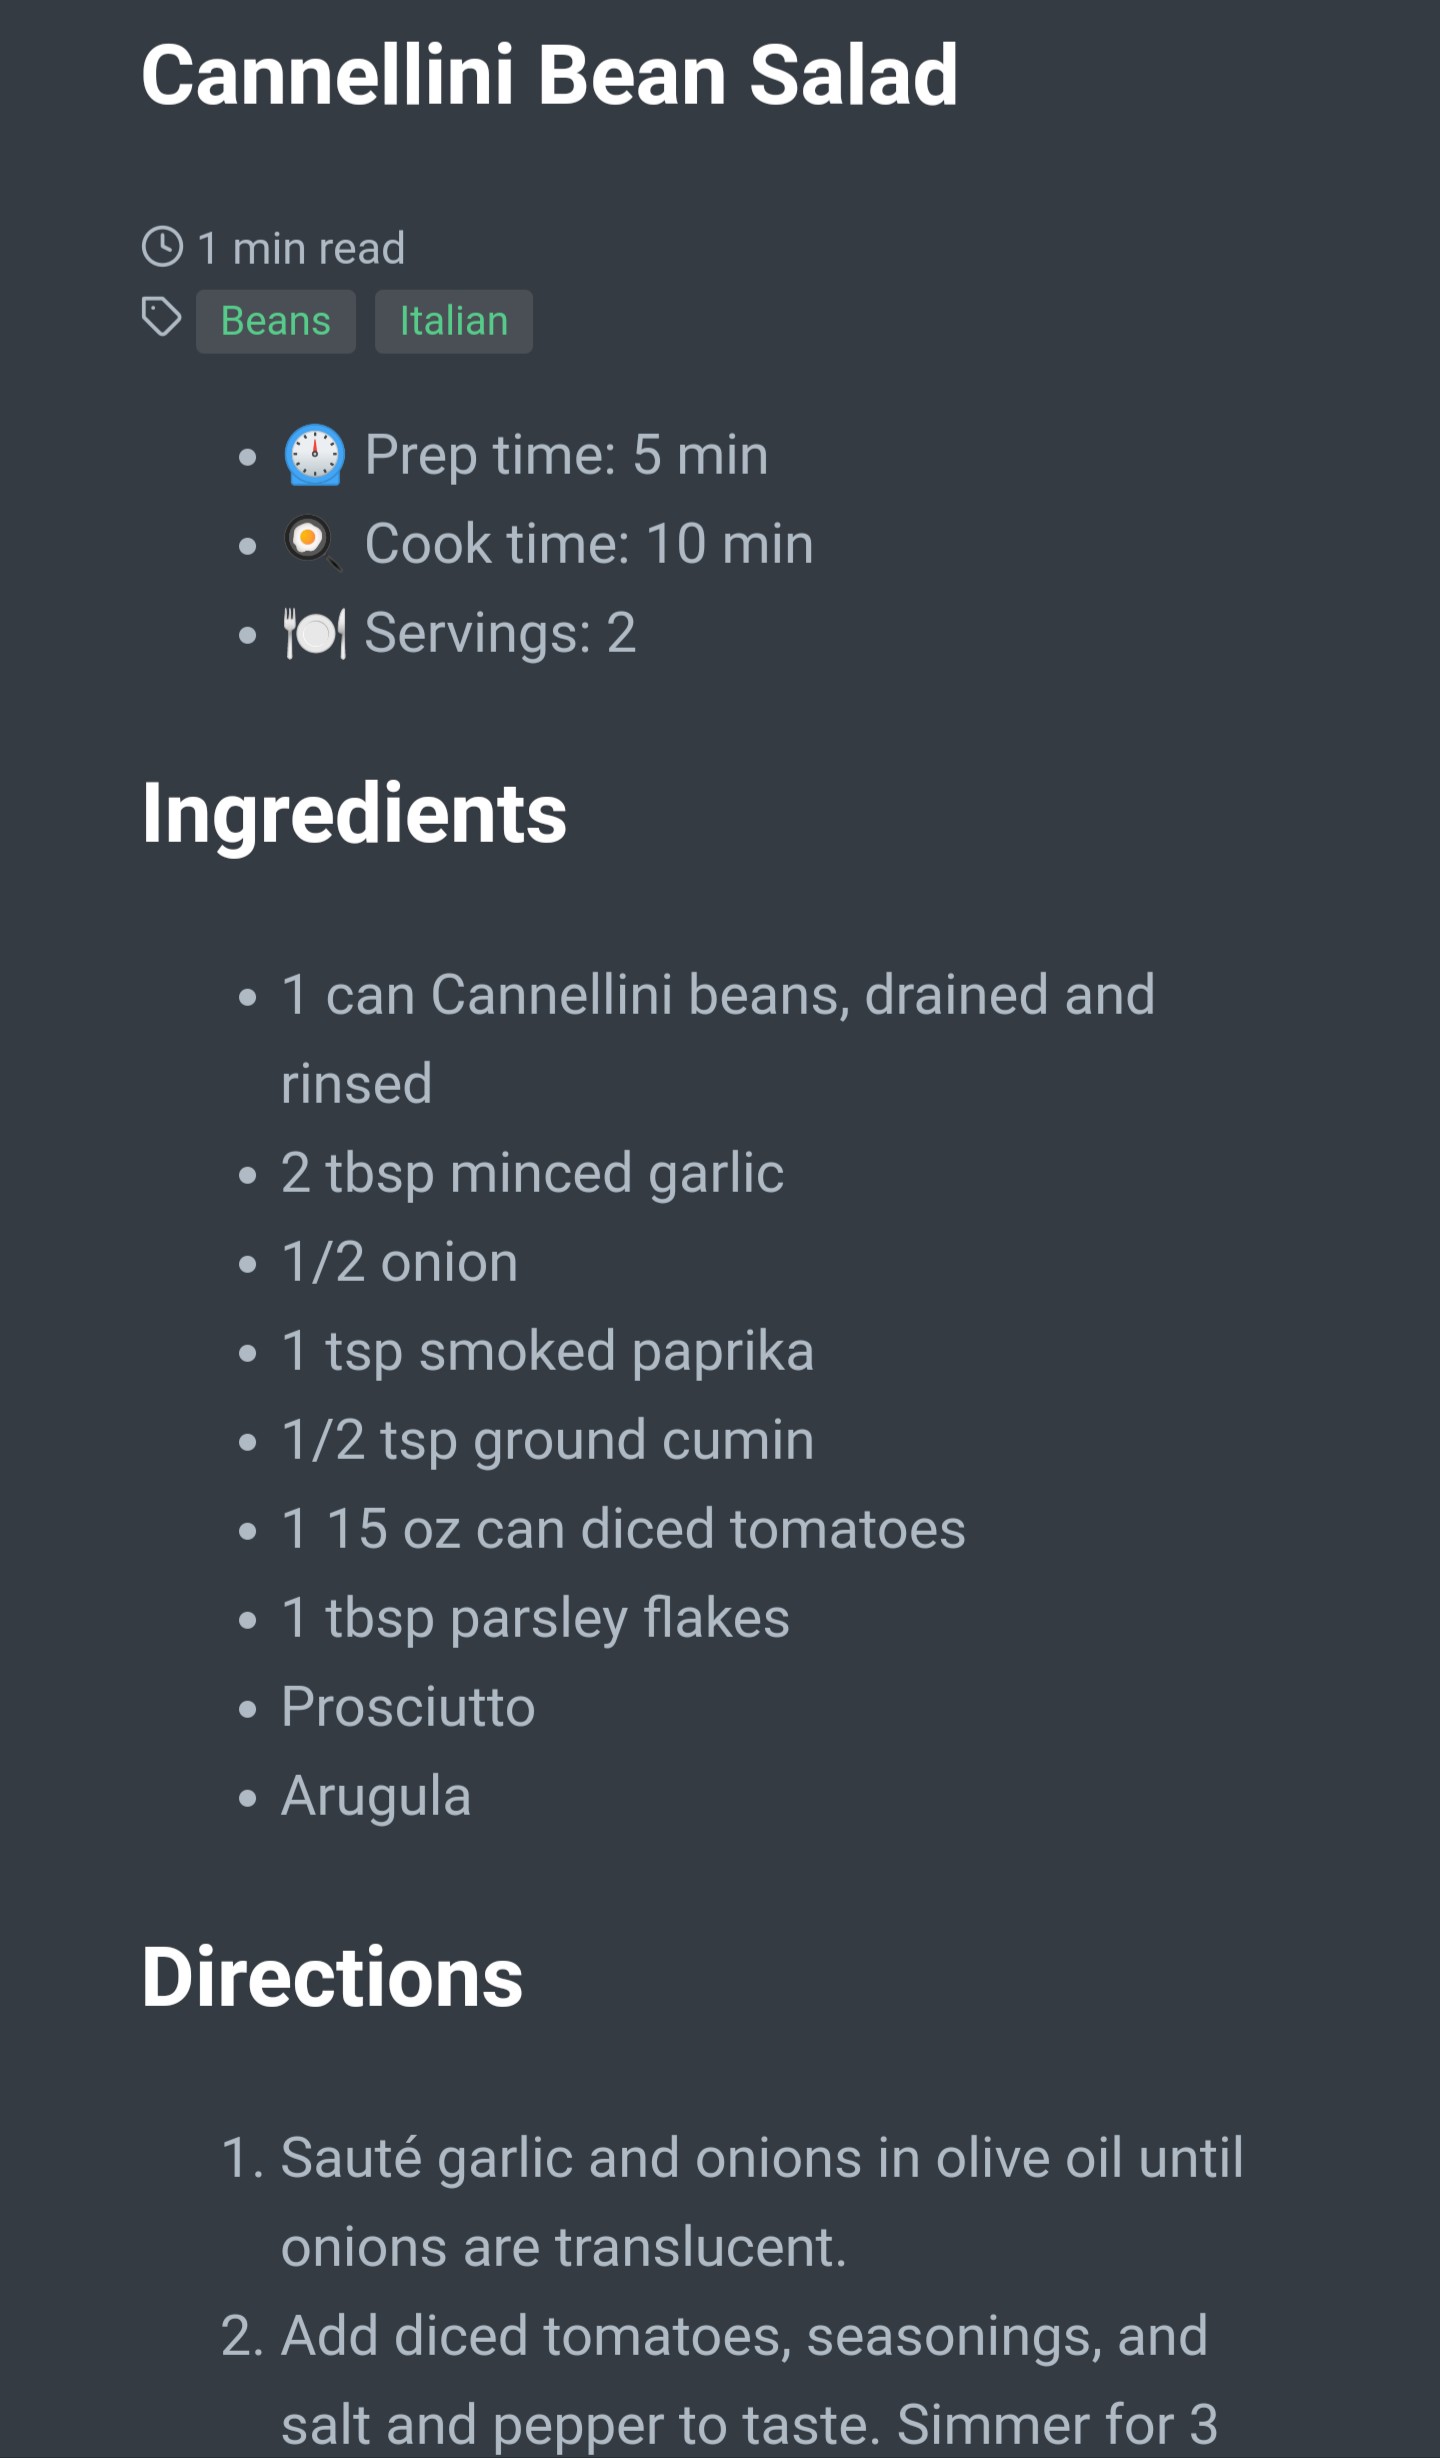 Cannellini Bean Salad
1 min read
Beans Italian
Prep time: 5 min
Cook time: 10 min
Servings: 2
Ingredients
1 can Cannellini beans, drained and
rinsed
2 tbsp minced garlic
1/2 onion
1 tsp smoked paprika
1/2 tsp ground cumin
1 15 oz can diced tomatoes
1 tbsp parsley flakes
Prosciutto
Arugula
Directions
1. Sauté garlic and onions in olive oil until
onions are translucent.
2. Add diced tomatoes, seasonings, and
salt and pepper to taste. Simmer for 3